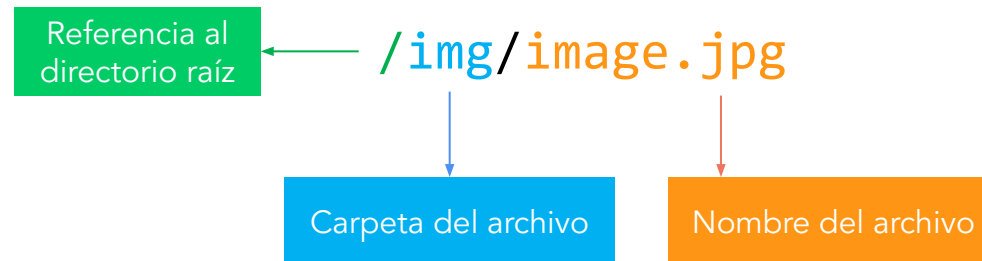 Referencia al
directorio raíz
/img/image.jpg
Carpeta del archivo
Nombre del archivo